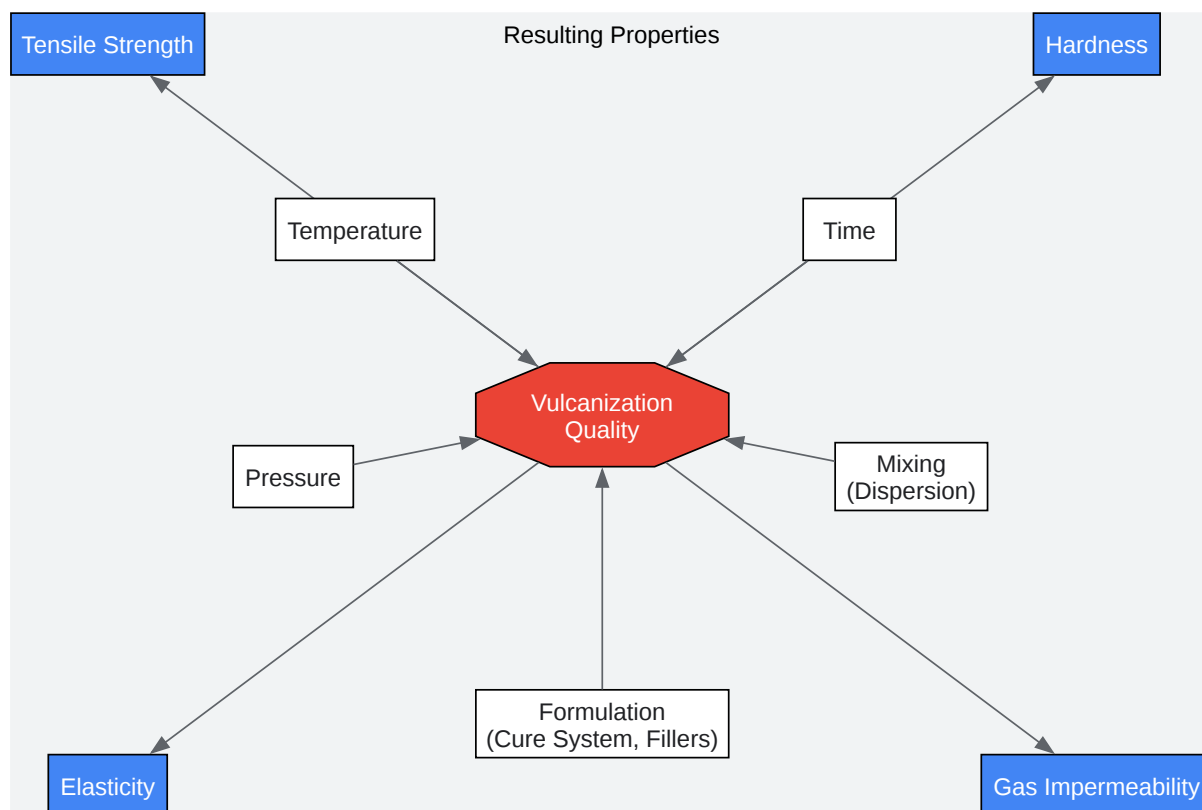 Tensile Strength
Resulting Properties
Hardness
Temperature
Time
Vulcanization
Quality
Pressure
Mixing
(Dispersion)
Formulation
(Cure System, Fillers)
Elasticity
Gas Impermeability